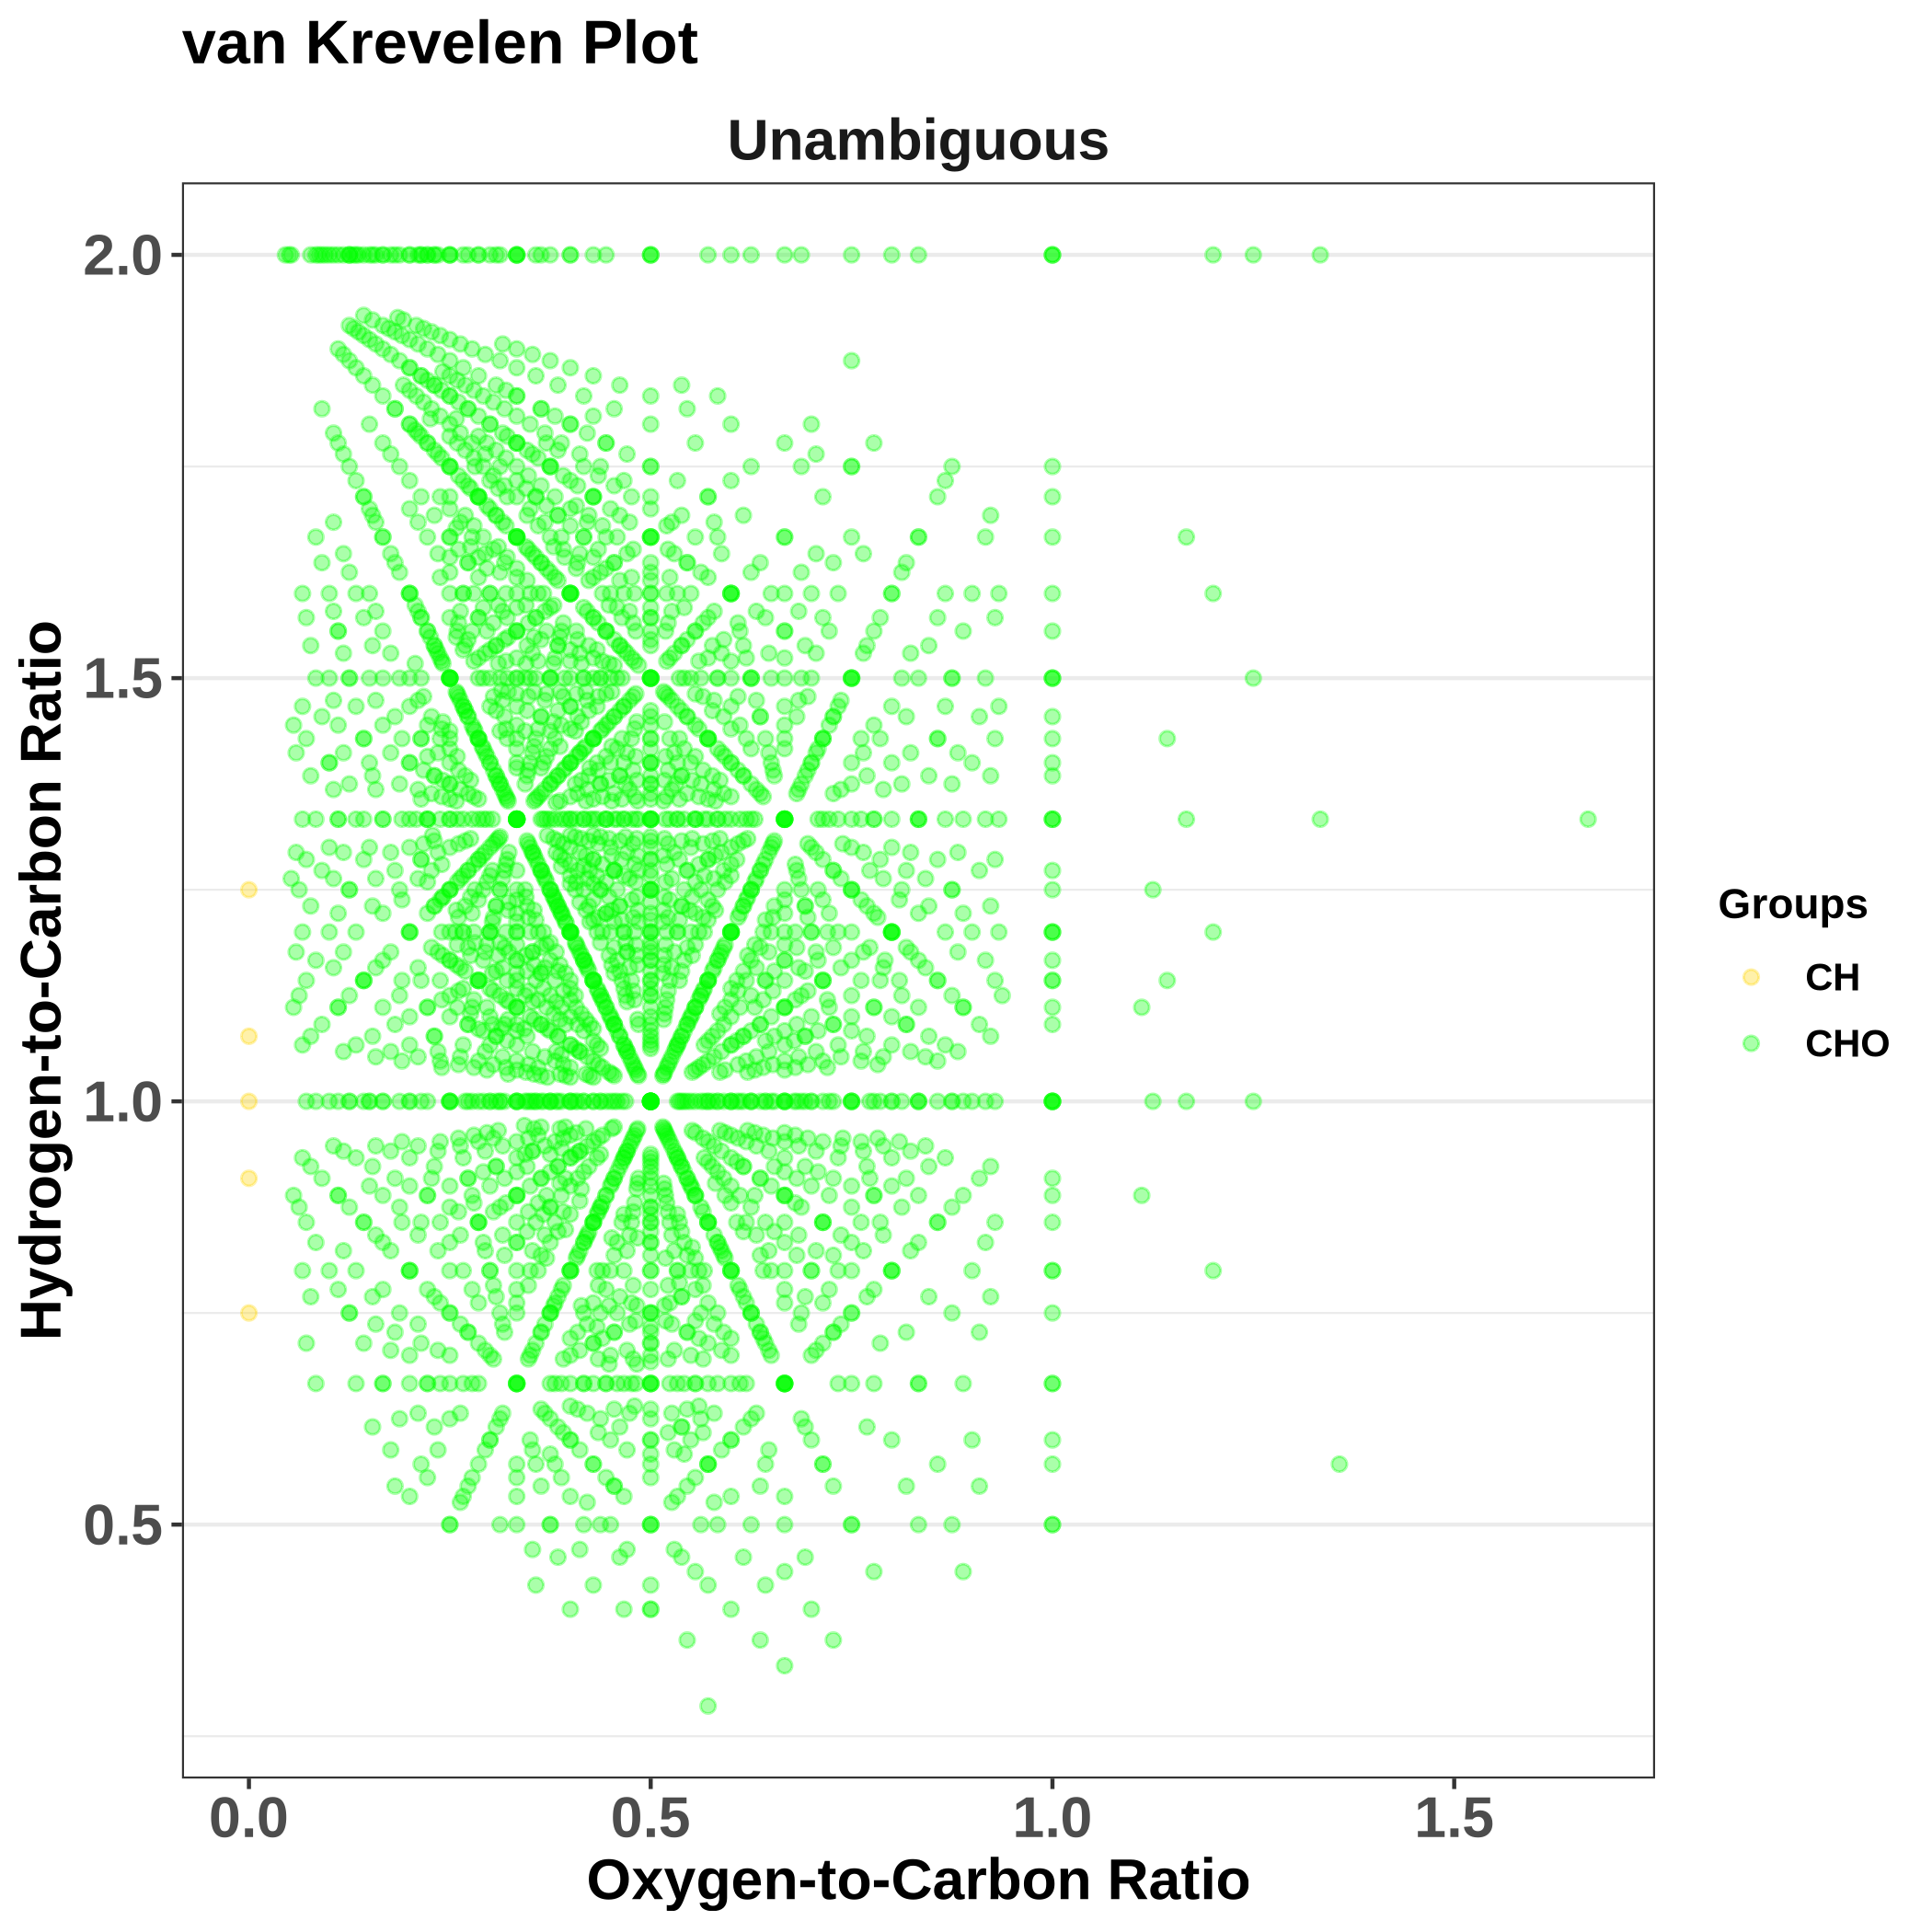 van Krevelen Plot
Unambiguous
Hydrogen-to-Carbon Ratio
2.0
1.5
1.0
0.5
0.0
0.5
1.0
1.5
Oxygen-to-Carbon Ratio
Groups
CH
CHO